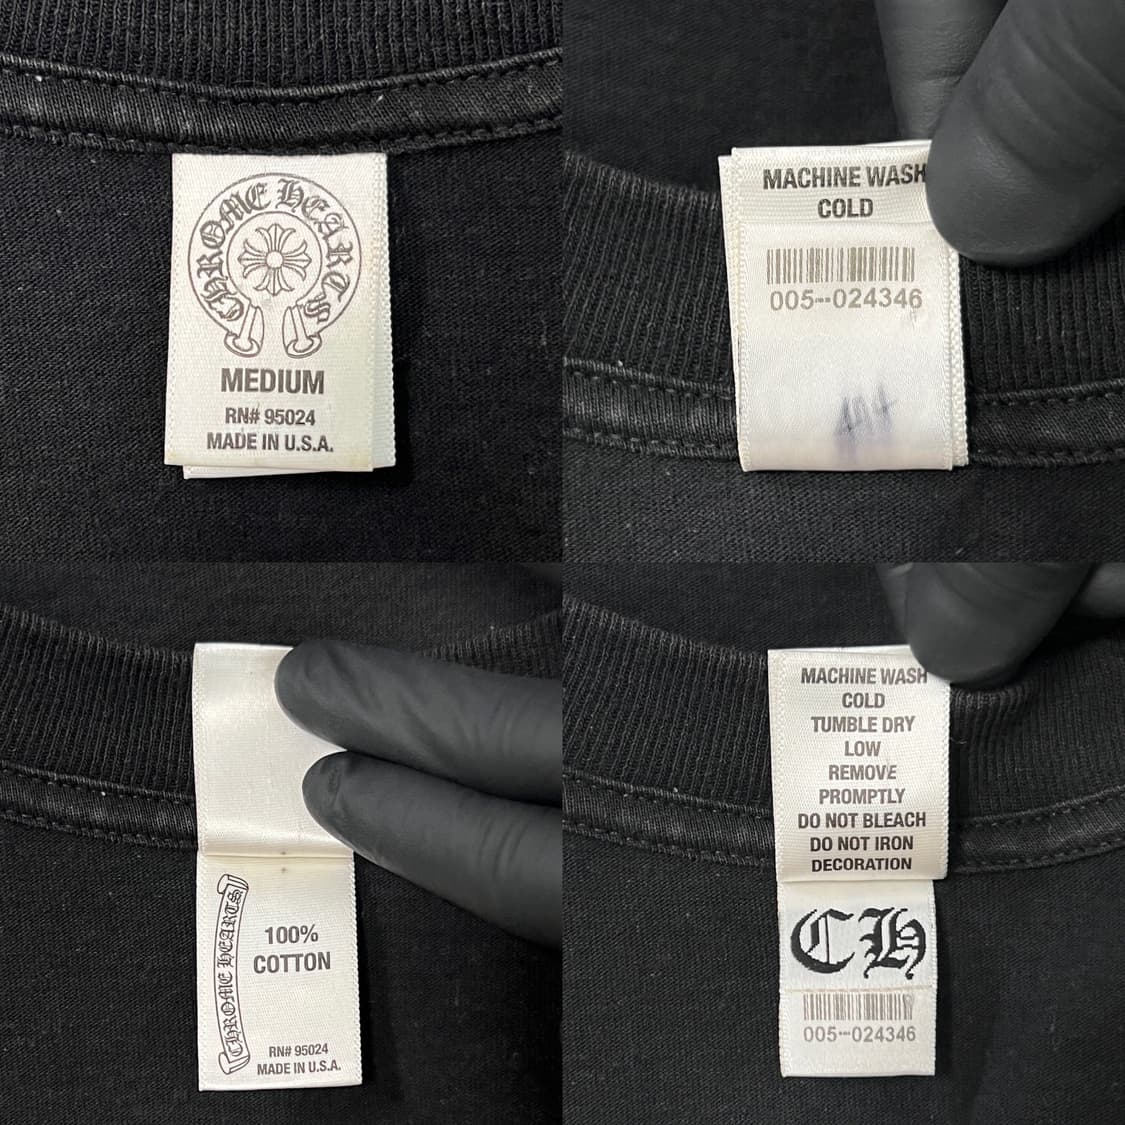 CHROME HEARTS
MEDIUM
RN# 95024
MADE IN U.S.A.
MACHINE WASH
COLD
005--024346
CHROME HEARTS
100%
COTTON
RN# 95024
MADE IN U.S.A.
MACHINE WASH
COLD
TUMBLE DRY
LOW
REMOVE
PROMPTLY
DO NOT BLEACH
DO NOT IRON
DECORATION
CH
005--024346